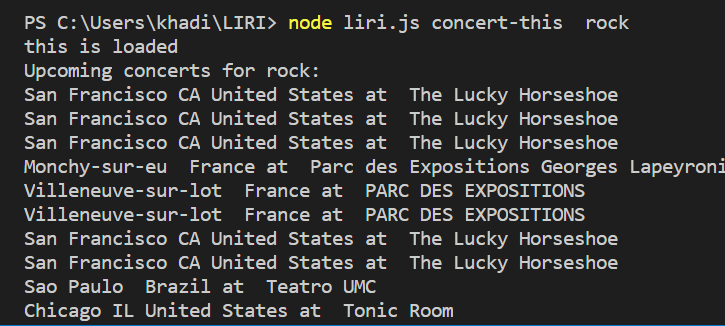 PS C:\Users\khadi\LIRI> node liri.js concert-this  rock
this is loaded
Upcoming concerts for rock:
San Francisco CA United States at  The Lucky Horseshoe
San Francisco CA United States at  The Lucky Horseshoe
San Francisco CA United States at  The Lucky Horseshoe
Monchy-sur-eu  France at  Parc des Expositions Georges Lapeyroni
Villeneuve-sur-lot  France at  PARC DES EXPOSITIONS
Villeneuve-sur-lot  France at  PARC DES EXPOSITIONS
San Francisco CA United States at  The Lucky Horseshoe
San Francisco CA United States at  The Lucky Horseshoe
Sao Paulo  Brazil at  Teatro UMC
Chicago IL United States at  Tonic Room